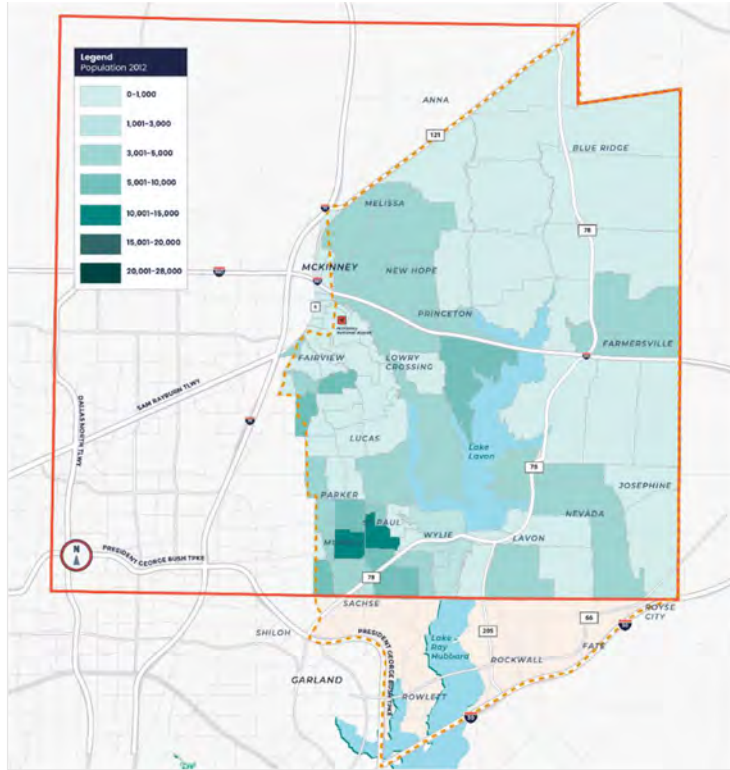 Legend
Population 2012
0-1,000
1,001-3,000
3,001-5,000
5,001-10,000
10,001-15,000
15,001-20,000
20,001-28,000
ANNA
121
BLUE RIDGE
MELISSA
78
MCKINNEY
NEW HOPE
5
PRINCETON
FARMERSVILLE
FAIRVIEW
LOWRY
CROSSING
SAM RAYBURN TLWY
DALLAS NORTH TLWY
LUCAS
Lake
Lavon
78
JOSEPHINE
PARKER
NEVADA
PAUL
WYLIE
LAVON
N
PRESIDENT GEORGE BUSH TPKE
78
SACHSE
ROYSE
CITY
66
SHILOH
205
FATE
PRESIDENT GEORGE BUSH TPKE
Lake
Ray
Hubbard
ROCKWALL
GARLAND
ROWLETT
30